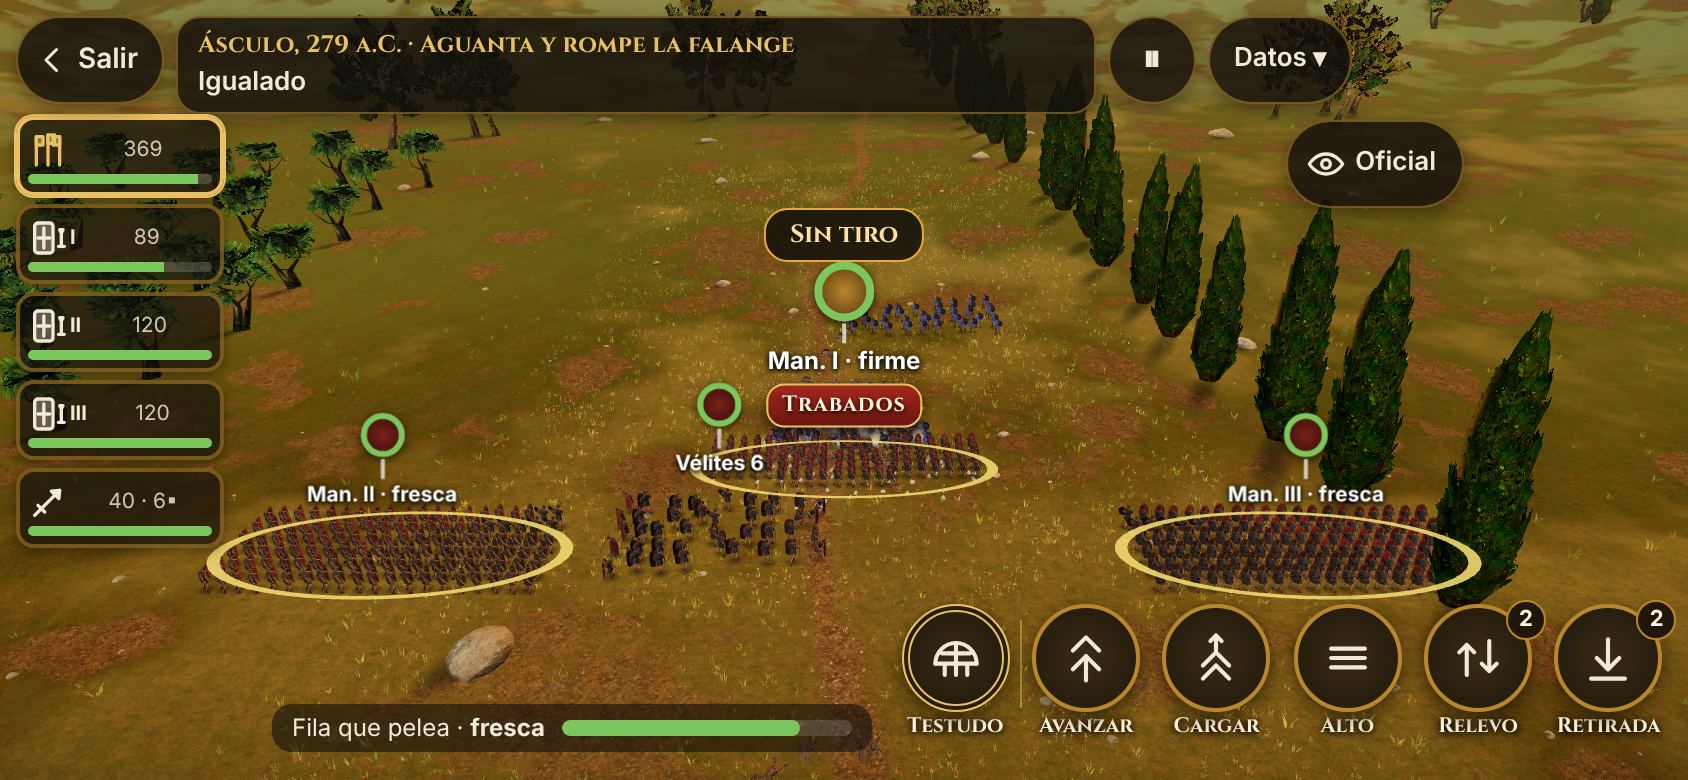 Salir
Ásculo, 279 a.C. · Aguanta y rompe la falange
Igualado
Datos ▾
Oficial
369
I 89
II 120
III 120
40 · 6▪
Sin tiro
Man. I · firme
Trabados
Vélites 6
Man. II · fresca
Man. III · fresca
2
2
Testudo
Avanzar
Cargar
Alto
Relevo
Retirada
Fila que pelea · fresca